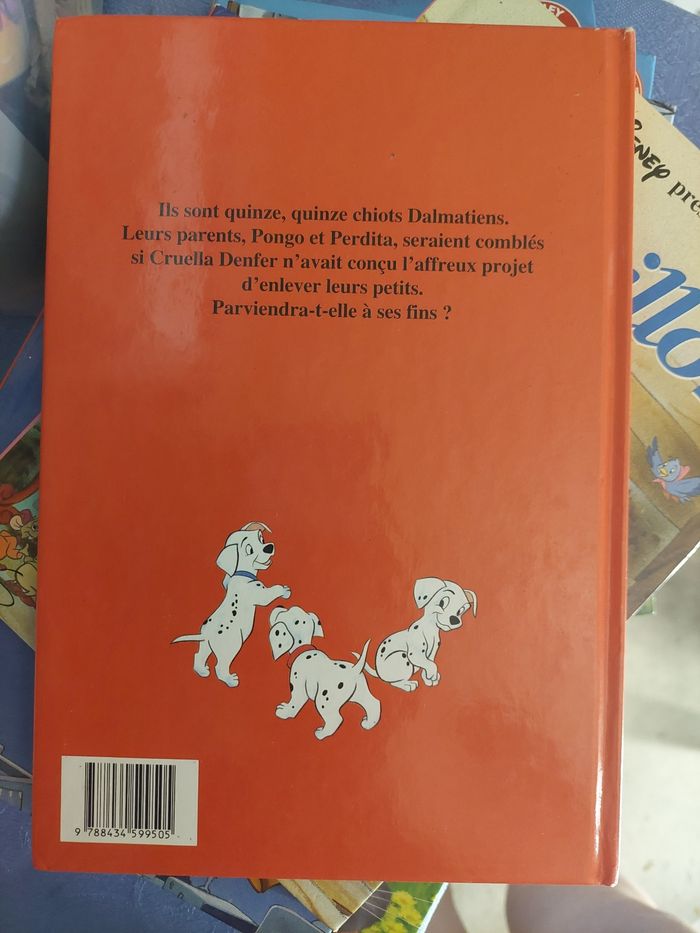 Ils sont quinze, quinze chiots Dalmatiens.
Leurs parents, Pongo et Perdita, seraient comblés
si Cruella Denfer n'avait conçu l'affreux projet
d'enlever leurs petits.
Parviendra-t-elle à ses fins ?
9 788434 599505